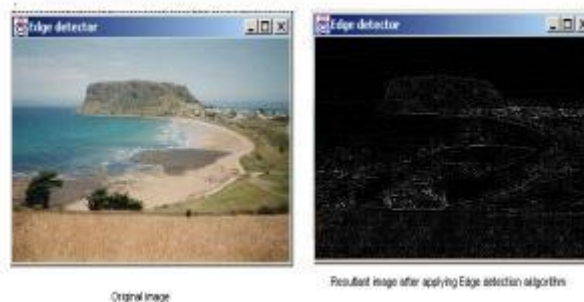 Edge detector
Edge detector
Original image
Resultant image after applying Edge detection algorithm